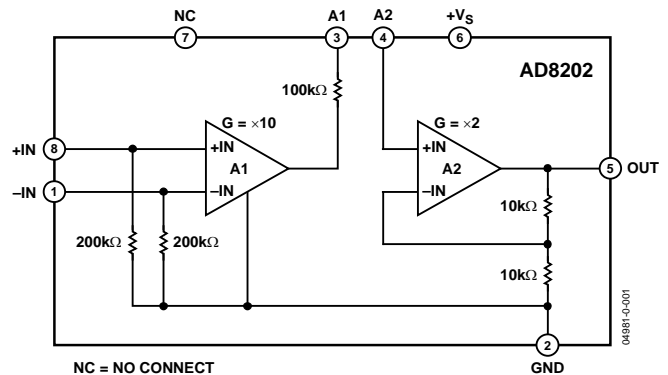 NC
A1
A2
+VS
7
3
4
6
AD8202
100kΩ
G = ×10
G = ×2
+IN
8
+IN
A1
–IN
–IN
1
+IN
A2
–IN
5
OUT
10kΩ
200kΩ
200kΩ
10kΩ
2
GND
NC = NO CONNECT
04981-0-001